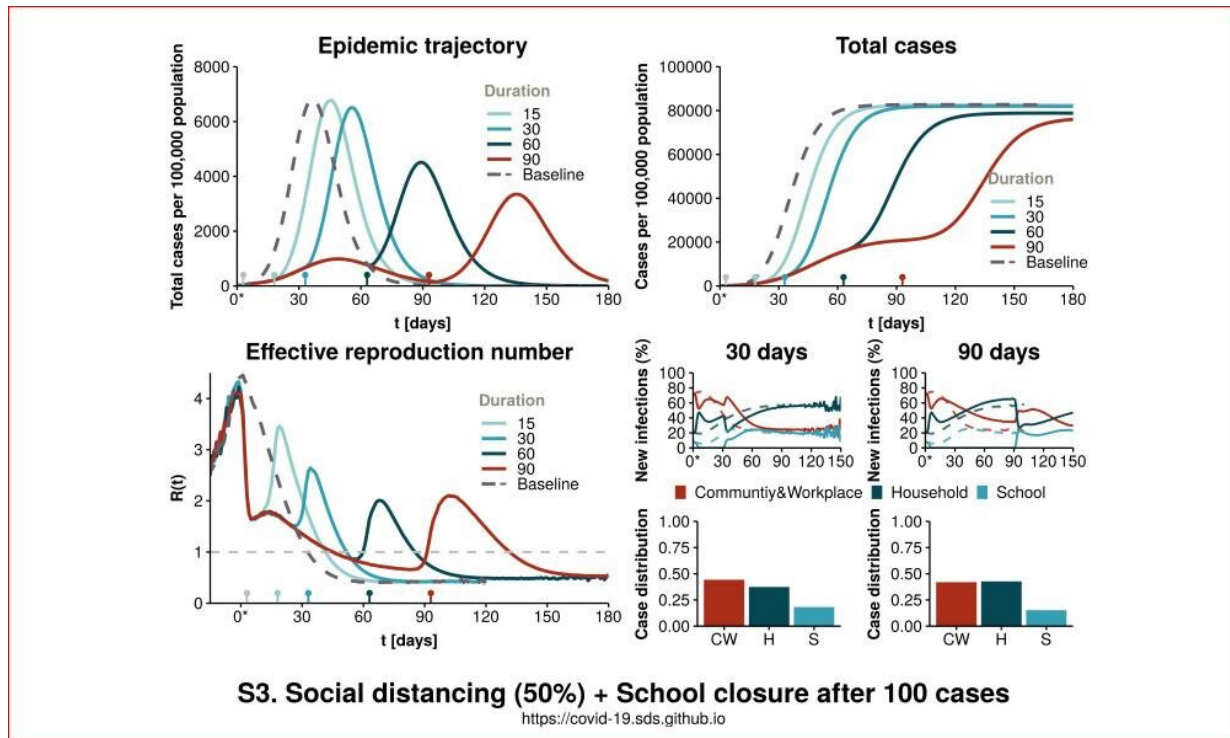 Epidemic trajectory
Total cases per 100,000 population
8000
6000
4000
2000
0
Duration
15
30
60
90
Baseline
0* 30 60 90 120 150 180
t [days]
Total cases
Cases per 100,000 population
100000
80000
60000
40000
20000
0
Duration
15
30
60
90
Baseline
0* 30 60 90 120 150 180
t [days]
Effective reproduction number
R(t)
4
3
2
1
0
Duration
15
30
60
90
Baseline
0* 30 60 90 120 150 180
t [days]
30 days
New infections (%)
100
80
60
40
20
0
0* 30 60 90 120 150
90 days
New infections (%)
100
80
60
40
20
0
0* 30 60 90 120 150
Communtiy&Workplace Household School
Case distribution
1.00
0.75
0.50
0.25
0.00
CW H S
Case distribution
1.00
0.75
0.50
0.25
0.00
CW H S
S3. Social distancing (50%) + School closure after 100 cases
https://covid-19.sds.github.io